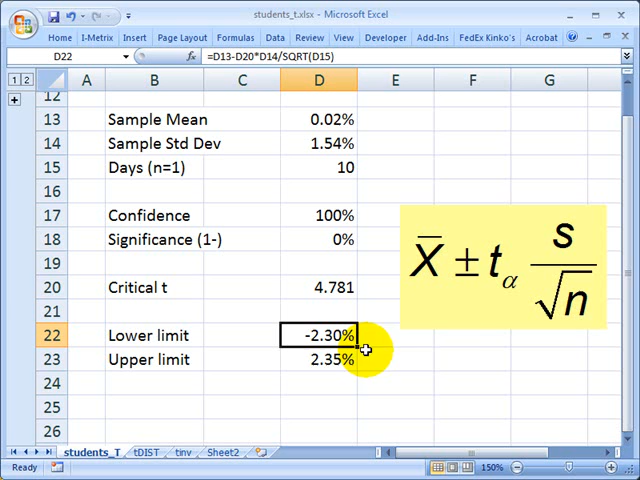 students_t.xlsx - Microsoft Excel
Home I-Metrix Insert Page Layout Formulas Data Review View Developer Add-Ins FedEx Kinko's Acrobat
D22 fx =D13-D20*D14/SQRT(D15)
1 2 A B C D E F G
12
13 Sample Mean 0.02%
14 Sample Std Dev 1.54%
15 Days (n=1) 10
16
17 Confidence 100%
18 Significance (1-) 0%
19
20 Critical t 4.781
21
22 Lower limit -2.30%
23 Upper limit 2.35%
24
25
26
X̅ ± tα s/√n
students_T tDIST tinv Sheet2
Ready 150%